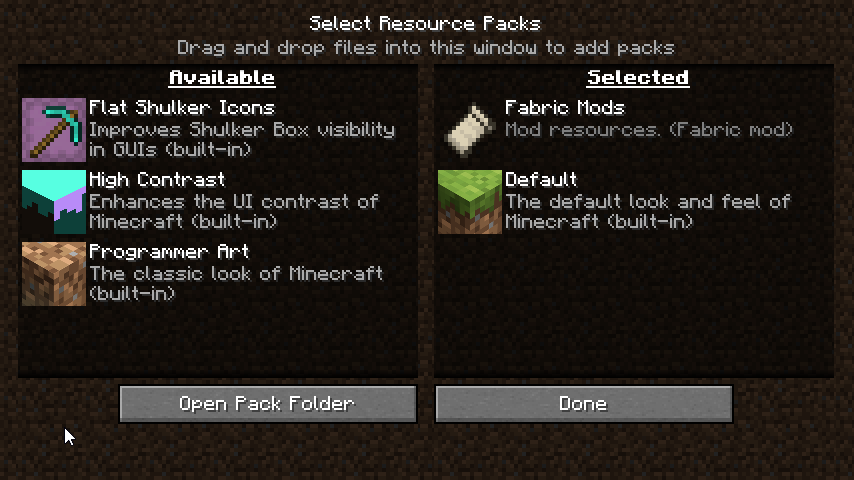 Select Resource Packs
Drag and drop files into this window to add packs
Available
Flat Shulker Icons
Improves Shulker Box visibility
in GUIs (built-in)
High Contrast
Enhances the UI contrast of
Minecraft (built-in)
Programmer Art
The classic look of Minecraft
(built-in)
Selected
Fabric Mods
Mod resources. (Fabric mod)
Default
The default look and feel of
Minecraft (built-in)
Open Pack Folder
Done